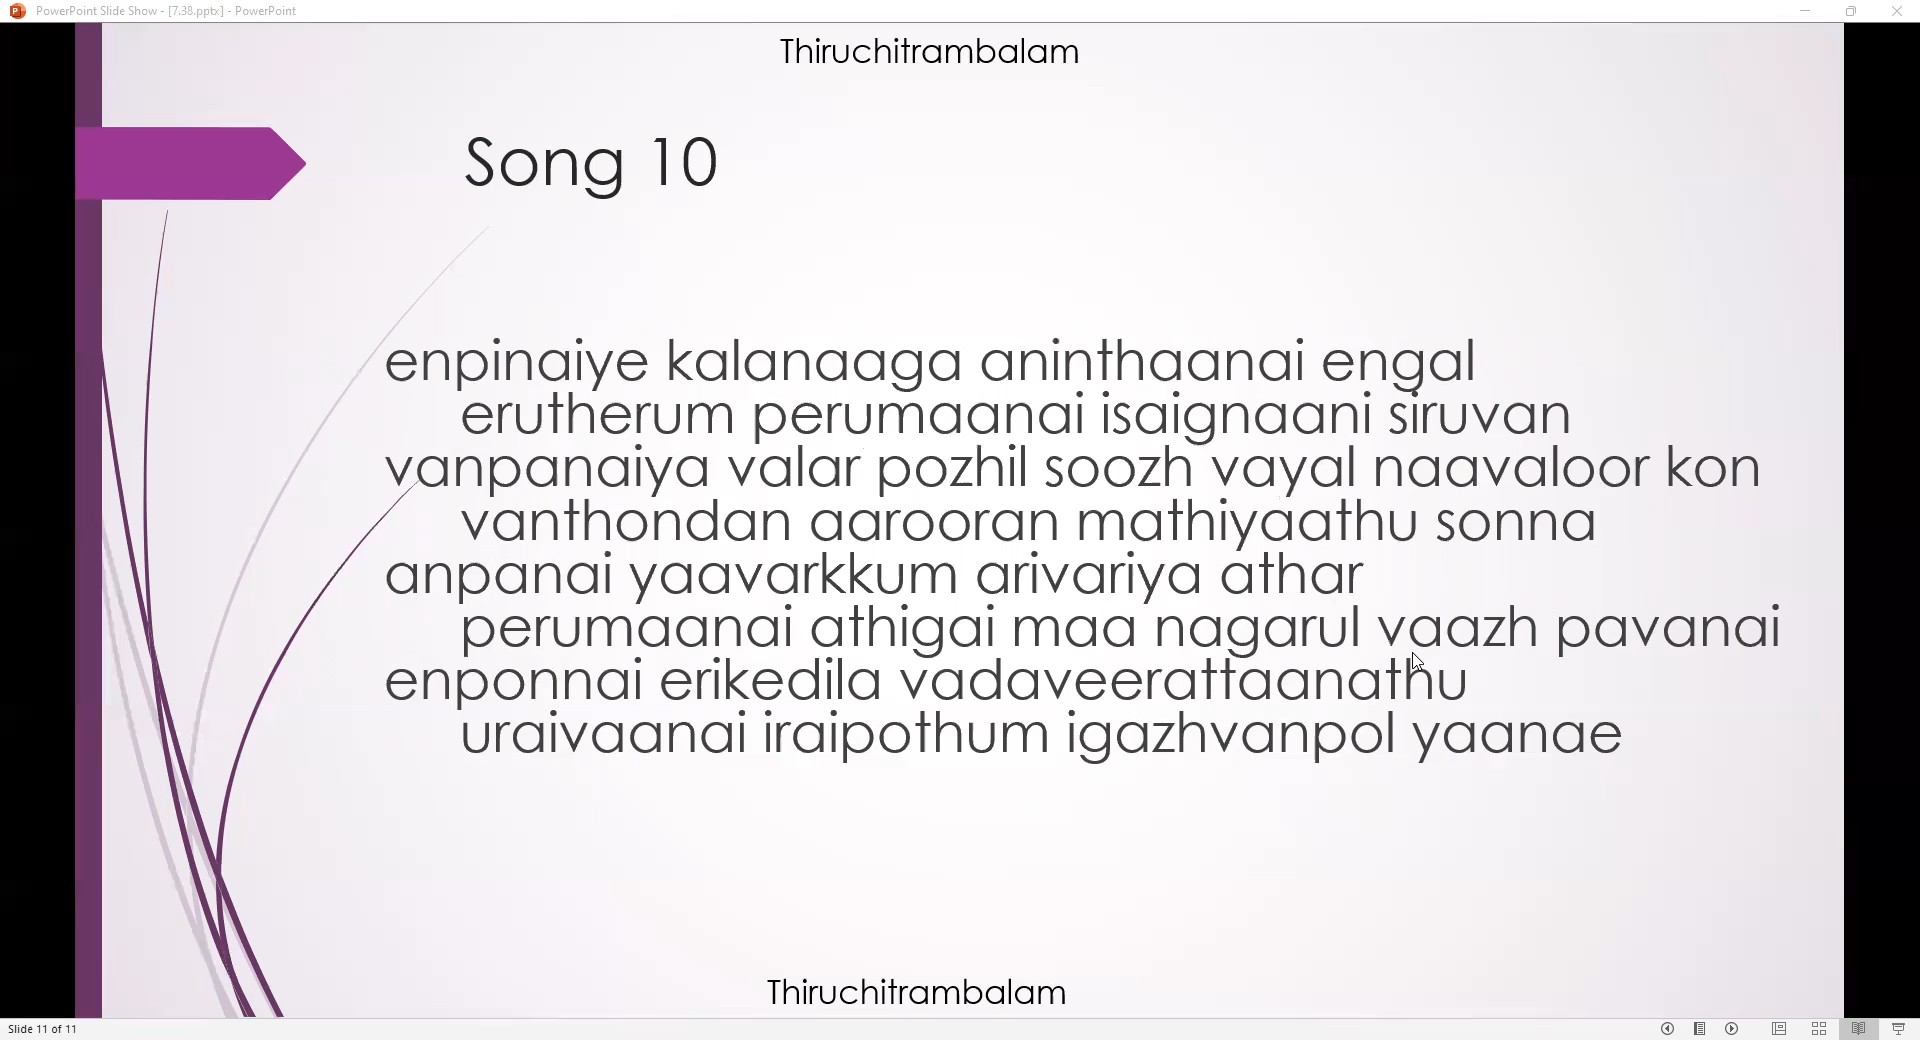 PowerPoint Slide Show - [7.38.pptx] - PowerPoint
Thiruchitrambalam
Song 10
enpinaiye kalanaaga aninthaanai engal
erutherum perumaanai isaignaani siruvan
vanpanaiya valar pozhil soozh vayal naavaloor kon
vanthondan aarooran mathiyaathu sonna
anpanai yaavarkkum arivariya athar
perumaanai athigai maa nagarul vaazh pavanai
enponnai erikedila vadaveerattaanathu
uraivaanai iraipothum igazhvanpol yaanae
Thiruchitrambalam
Slide 11 of 11